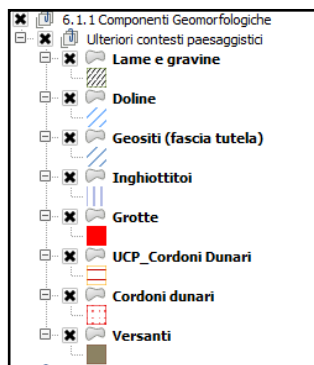 6.1.1 Componenti Geomorfologiche
Ulteriori contesti paesaggistici
Lame e gravine
Doline
Geositi (fascia tutela)
Inghiottitoi
Grotte
UCP_Cordoni Dunari
Cordoni dunari
Versanti